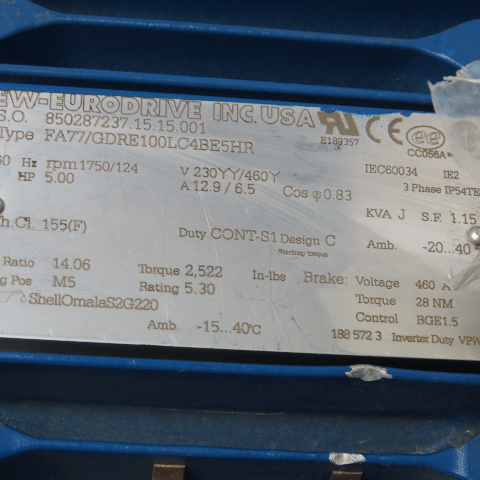 EW-EURODRIVE INC. USA
S.O. 850287237.15.15.001
Type FA77/GDRE100LC4BE5HR
E189357
CC056A
60 Hz rpm 1750/124 V 230YY/460Y IEC60034 IE2
HP 5.00 A 12.9 / 6.5 Cos φ 0.83 3 Phase IP54TE
KVA J S.F. 1.15
h.Cl. 155(F) Duty CONT-S1 Design C Amb. -20...40
Starting torque
Ratio 14.06 Torque 2,522 In-lbs Brake: Voltage 460 A
g Pos M5 Rating 5.30 Torque 28 NM
ShellOmalaS2G220 Control BGE1.5
Amb. -15...40°C 188 572 3 Inverter Duty VPW